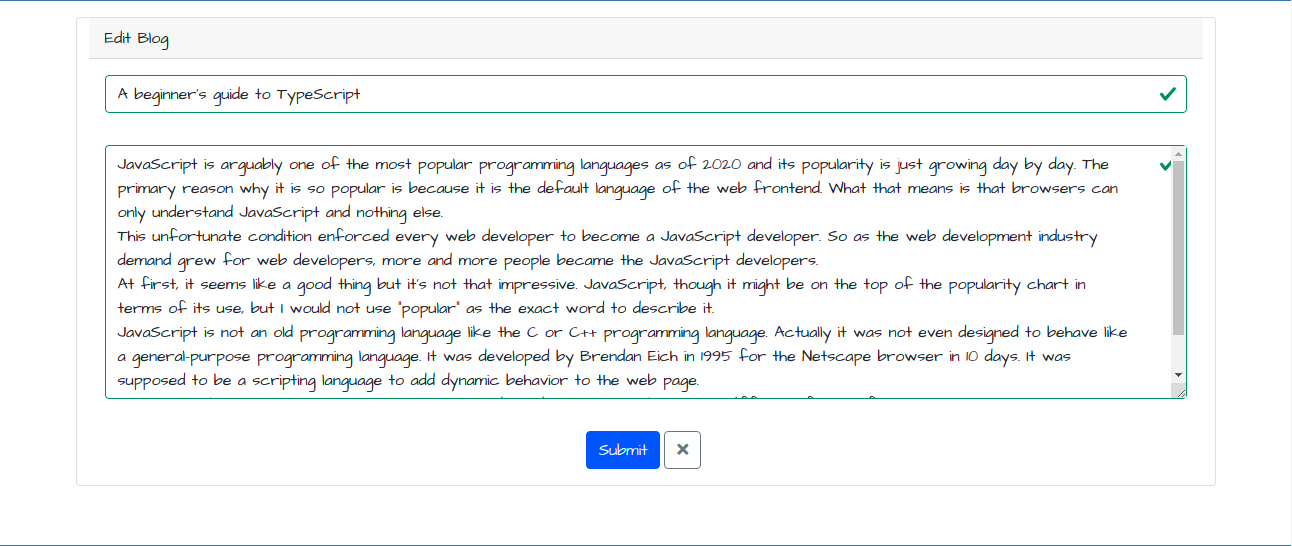 Edit Blog
A beginner's guide to TypeScript
JavaScript is arguably one of the most popular programming languages as of 2020 and its popularity is just growing day by day. The
primary reason why it is so popular is because it is the default language of the web frontend. What that means is that browsers can
only understand JavaScript and nothing else.
This unfortunate condition enforced every web developer to become a JavaScript developer. So as the web development industry
demand grew for web developers, more and more people became the JavaScript developers.
At first, it seems like a good thing but it's not that impressive. JavaScript, though it might be on the top of the popularity chart in
terms of its use, but I would not use "popular" as the exact word to describe it.
JavaScript is not an old programming language like the C or C++ programming language. Actually it was not even designed to behave like
a general-purpose programming language. It was developed by Brendan Eich in 1995 for the Netscape browser in 10 days. It was
supposed to be a scripting language to add dynamic behavior to the web page.
Submit